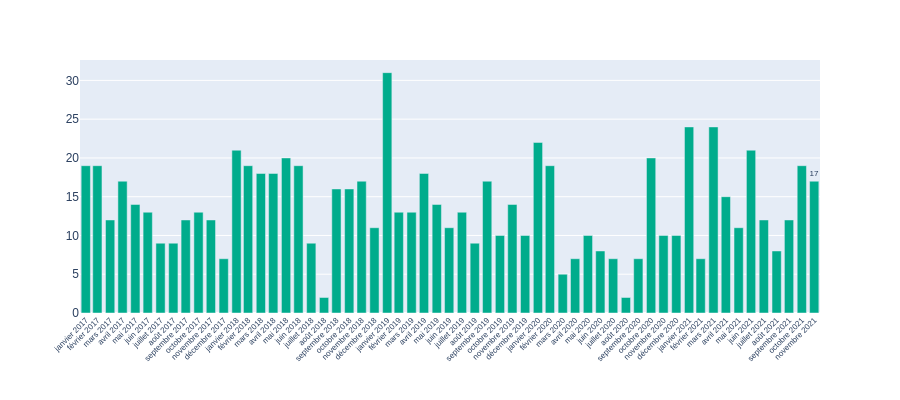 30
25
20
15
10
5
0
17
janvier 2017
février 2017
mars 2017
avril 2017
mai 2017
juin 2017
juillet 2017
août 2017
septembre 2017
octobre 2017
novembre 2017
décembre 2017
janvier 2018
février 2018
mars 2018
avril 2018
mai 2018
juin 2018
juillet 2018
août 2018
septembre 2018
octobre 2018
novembre 2018
décembre 2018
janvier 2019
février 2019
mars 2019
avril 2019
mai 2019
juin 2019
juillet 2019
août 2019
septembre 2019
octobre 2019
novembre 2019
décembre 2019
janvier 2020
février 2020
mars 2020
avril 2020
mai 2020
juin 2020
juillet 2020
août 2020
septembre 2020
octobre 2020
novembre 2020
décembre 2020
janvier 2021
février 2021
mars 2021
avril 2021
mai 2021
juin 2021
juillet 2021
août 2021
septembre 2021
octobre 2021
novembre 2021